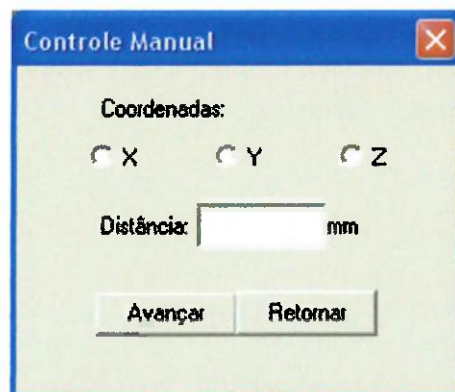 Controle Manual
Coordenadas:
X Y Z
Distância: mm
Avançar Retornar